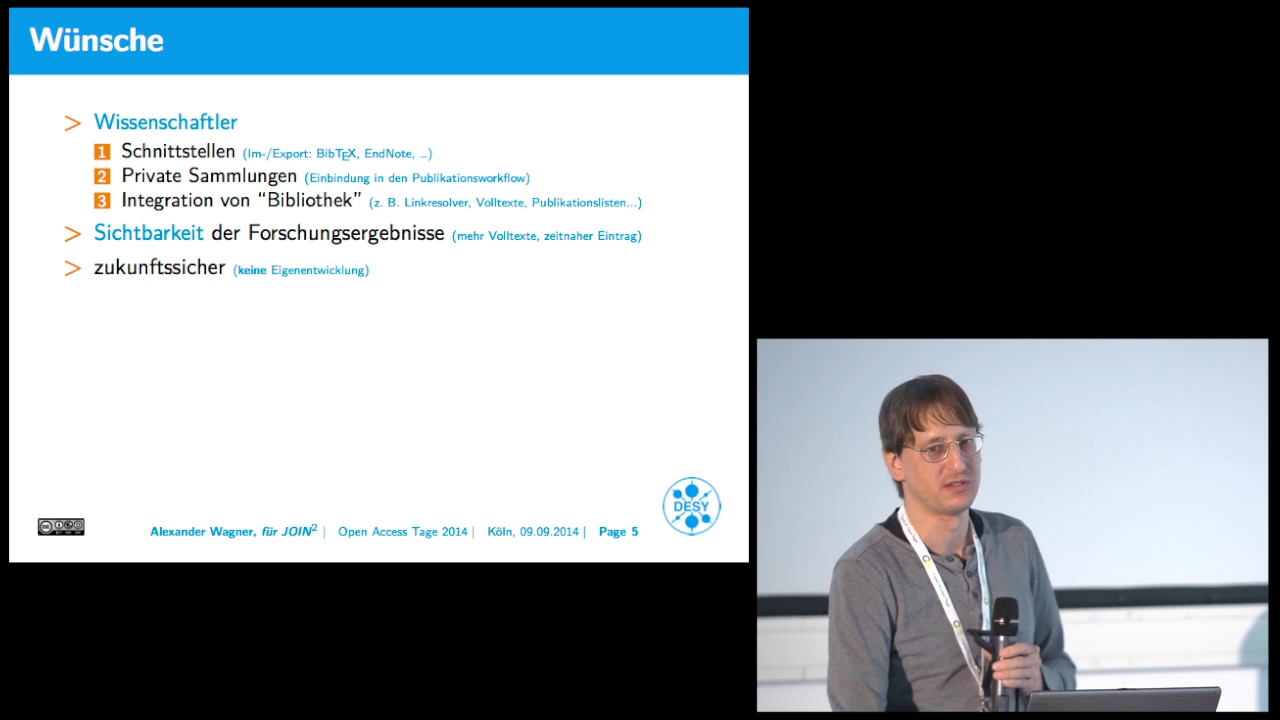 Wünsche
> Wissenschaftler
1 Schnittstellen (Im-/Export: BibTEX, EndNote, ...)
2 Private Sammlungen (Einbindung in den Publikationsworkflow)
3 Integration von “Bibliothek” (z. B. Linkresolver, Volltexte, Publikationslisten...)
> Sichtbarkeit der Forschungsergebnisse (mehr Volltexte, zeitnaher Eintrag)
> zukunftssicher (keine Eigenentwicklung)
DESY
Alexander Wagner, für JOIN² | Open Access Tage 2014 | Köln, 09.09.2014 | Page 5